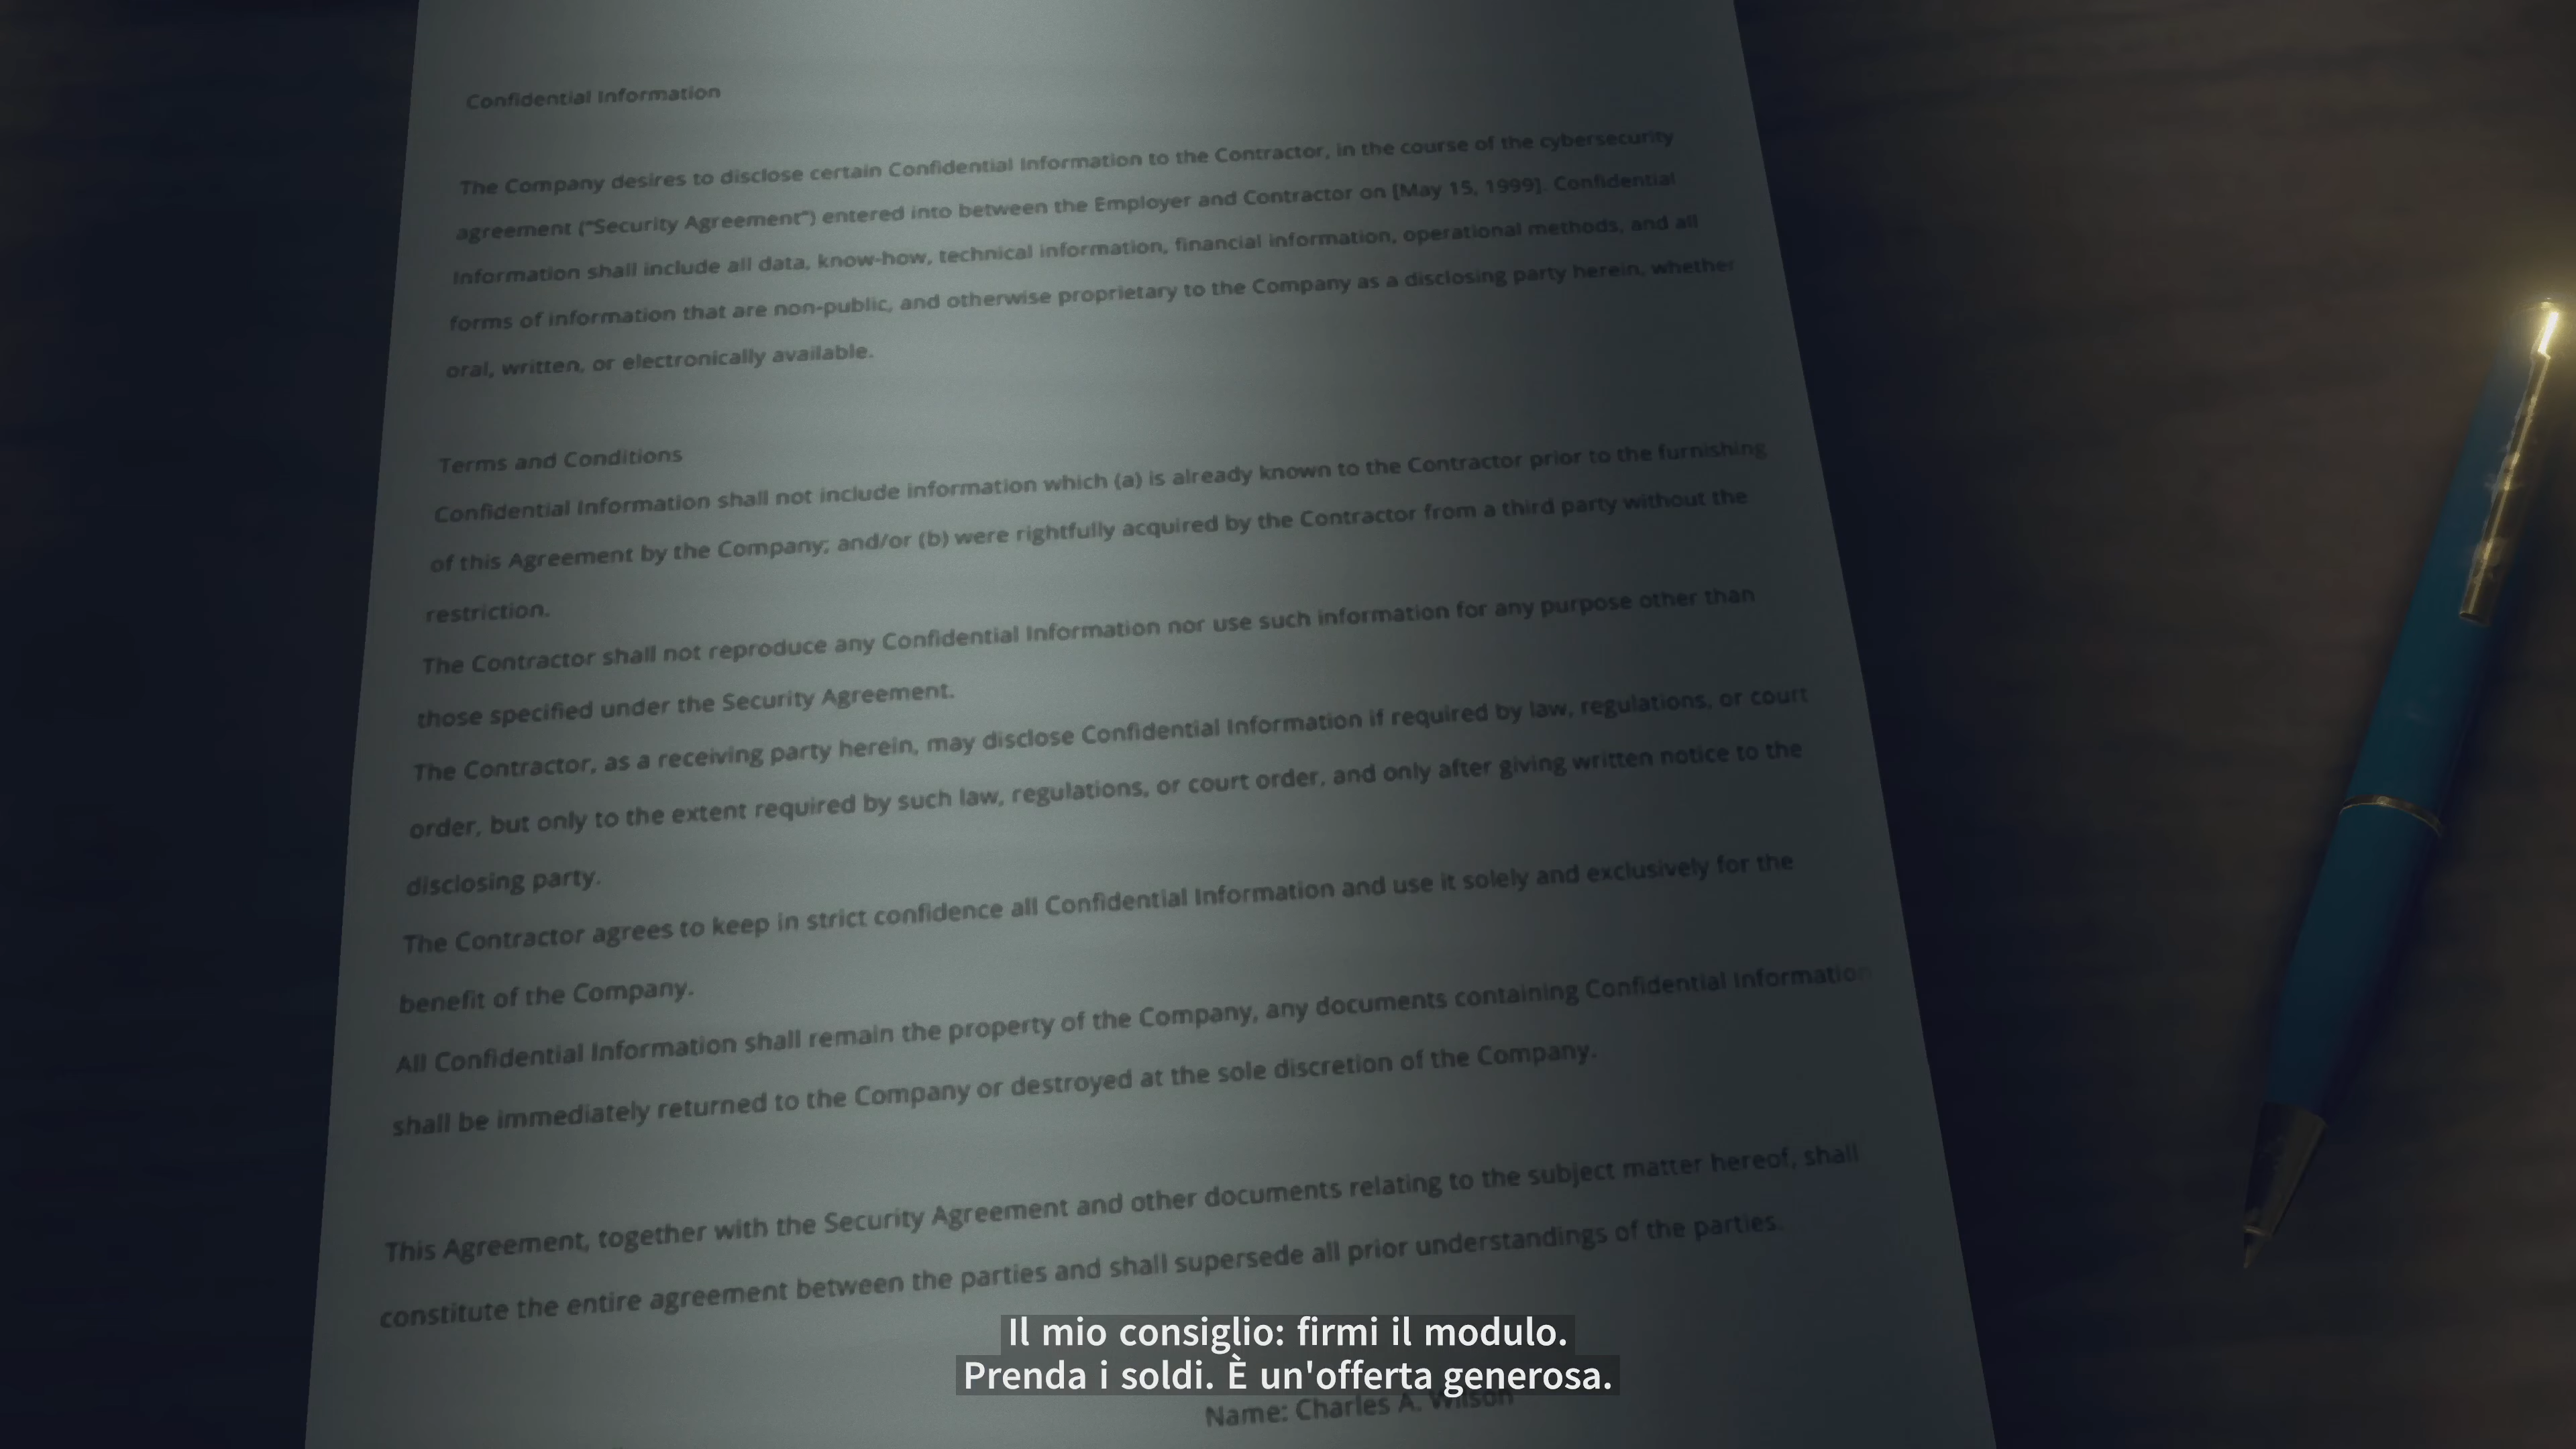 Confidential Information
The Company desires to disclose certain Confidential Information to the Contractor, in the course of the cybersecurity
agreement ("Security Agreement") entered into between the Employer and Contractor on [May 15, 1999]. Confidential
Information shall include all data, know-how, technical information, financial information, operational methods, and all
forms of information that are non-public, and otherwise proprietary to the Company as a disclosing party herein, whether
oral, written, or electronically available.
Terms and Conditions
Confidential Information shall not include information which (a) is already known to the Contractor prior to the furnishing
of this Agreement by the Company; and/or (b) were rightfully acquired by the Contractor from a third party without the
restriction.
The Contractor shall not reproduce any Confidential Information nor use such information for any purpose other than
those specified under the Security Agreement.
The Contractor, as a receiving party herein, may disclose Confidential Information if required by law, regulations, or court
order, but only to the extent required by such law, regulations, or court order, and only after giving written notice to the
disclosing party.
The Contractor agrees to keep in strict confidence all Confidential Information and use it solely and exclusively for the
benefit of the Company.
All Confidential Information shall remain the property of the Company, any documents containing Confidential Information
shall be immediately returned to the Company or destroyed at the sole discretion of the Company.
This Agreement, together with the Security Agreement and other documents relating to the subject matter hereof, shall
constitute the entire agreement between the parties and shall supersede all prior understandings of the parties.
Il mio consiglio: firmi il modulo.
Prenda i soldi. È un'offerta generosa.
Name: Charles A. Wilson